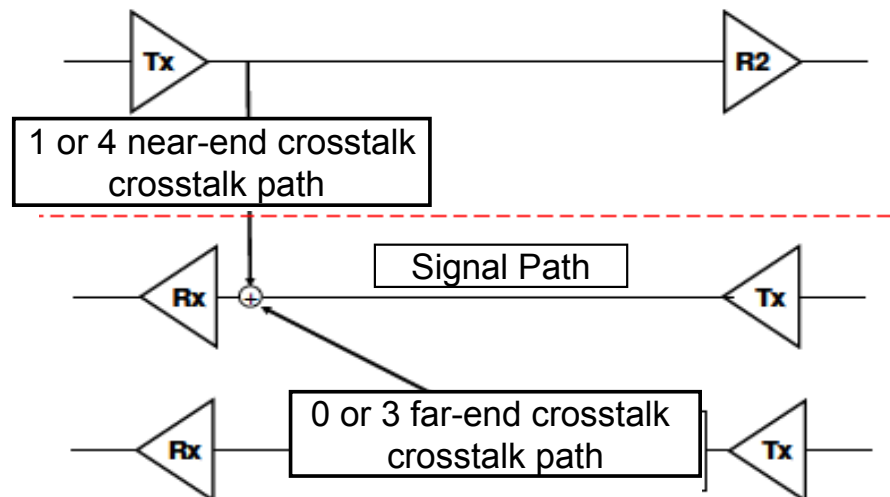 Tx
R2
1 or 4 near-end crosstalk
crosstalk path
Signal Path
Rx
+
Tx
0 or 3 far-end crosstalk
crosstalk path
Rx
Tx